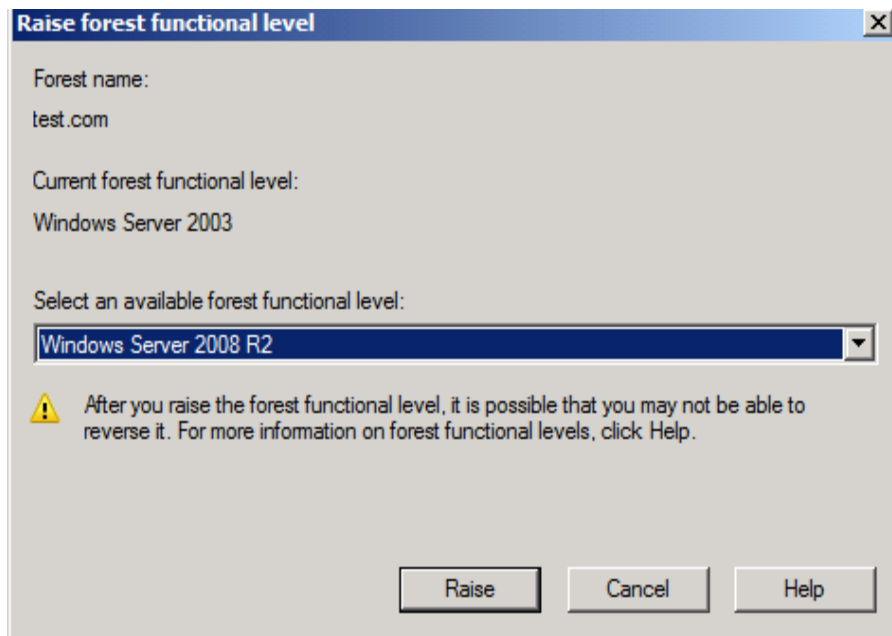 Raise forest functional level
Forest name:
test.com
Current forest functional level:
Windows Server 2003
Select an available forest functional level:
Windows Server 2008 R2
After you raise the forest functional level, it is possible that you may not be able to
reverse it. For more information on forest functional levels, click Help.
Raise Cancel Help